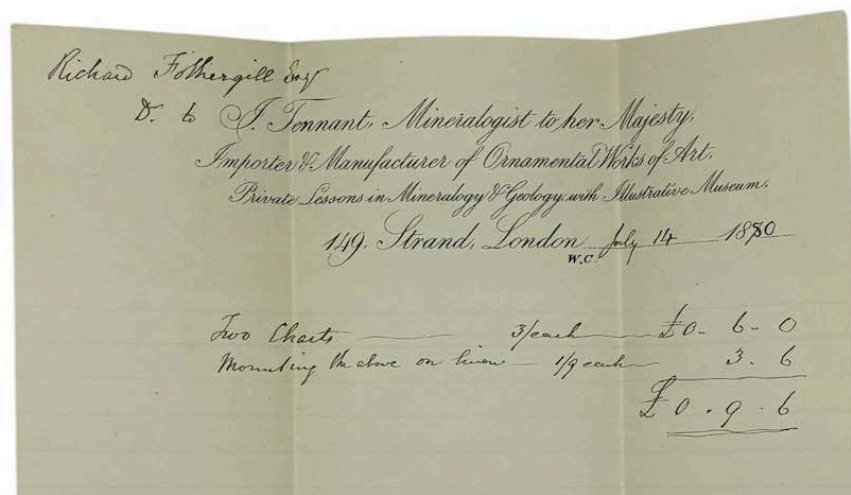 Richard Fothergill Esqr
Dr. to J. Tennant, Mineralogist to her Majesty,
Importer & Manufacturer of Ornamental Works of Art,
Private Lessons in Mineralogy & Geology, with Illustrative Museum,
149, Strand, London W.C. July 14 1880
Two Charts 3/each £0 - 6 - 0
Mounting the above on linen - 1/9 each 3 . 6
£ 0 . 9 . 6